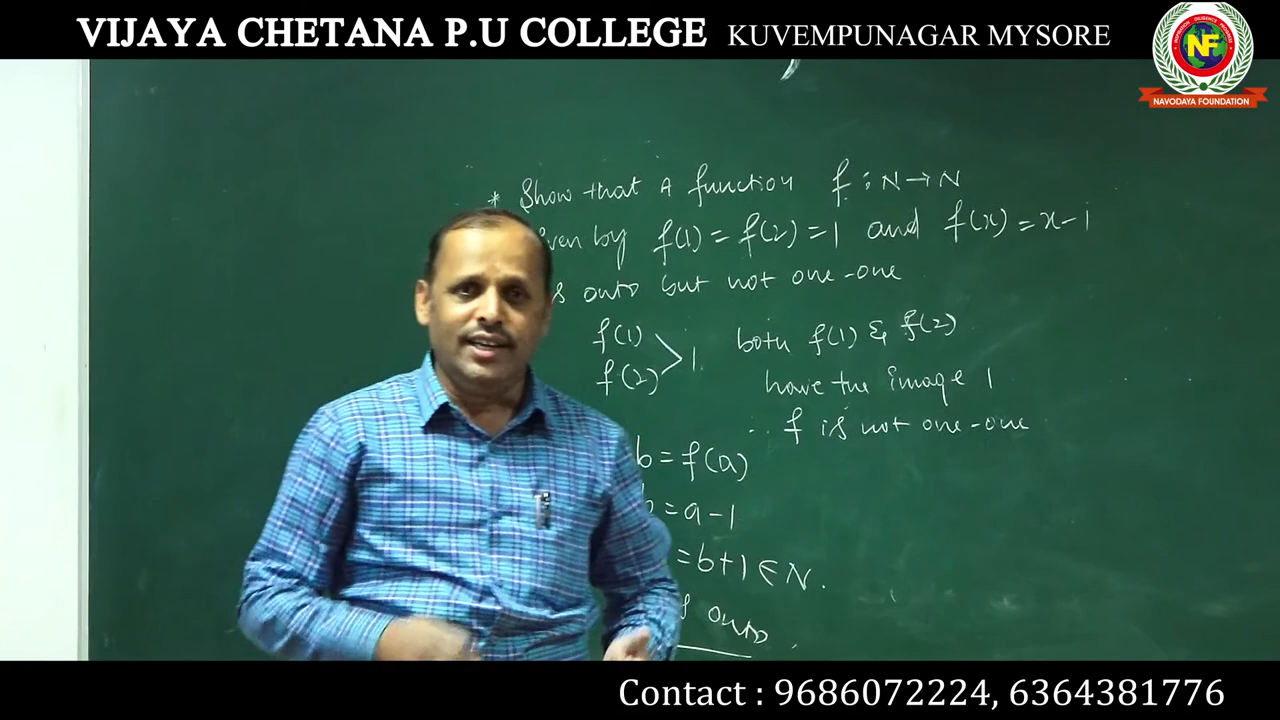 VIJAYA CHETANA P.U COLLEGE KUVEMPUNAGAR MYSORE
NF
NAVODAYA FOUNDATION
* Show that A function f : N → N
ven by f(1) = f(2) = 1 and f(x) = x-1
s onto but not one-one
f(1)
f(2) > 1.
both f(1) & f(2)
have the image 1
∴ f is not one-one
b = f(a)
b = a-1
= b+1 ∈ N.
s onto
Contact : 9686072224, 6364381776